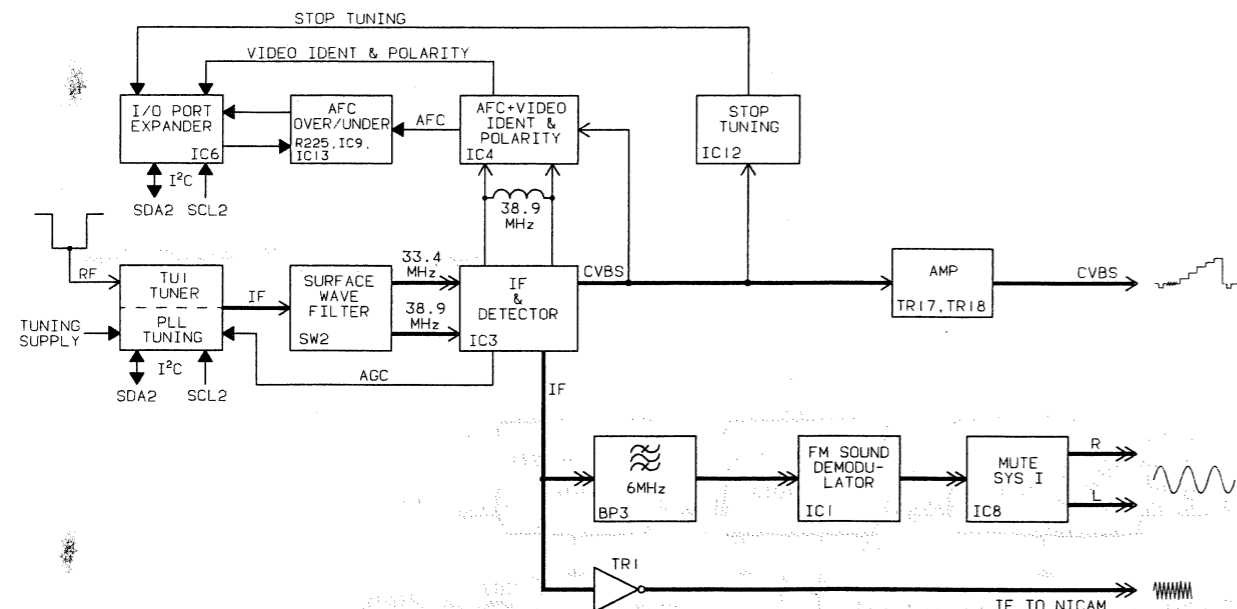 STOP TUNING
VIDEO IDENT & POLARITY
I/O PORT
EXPANDER
IC6
AFC
OVER/UNDER
R225,IC9,
IC13
AFC
AFC+VIDEO
IDENT &
POLARITY
IC4
STOP
TUNING
IC12
I²C
SDA2
SCL2
38.9
MHz
RF
TU1
TUNER
PLL
TUNING
IF
SURFACE
WAVE
FILTER
SW2
33.4
MHz
38.9
MHz
IF
&
DETECTOR
IC3
CVBS
AMP
TR17,TR18
CVBS
TUNING
SUPPLY
I²C
SDA2
SCL2
AGC
IF
6MHz
BP3
FM SOUND
DEMODU-
LATOR
IC1
MUTE
SYS I
IC8
R
L
TR1
IF TO NICAM